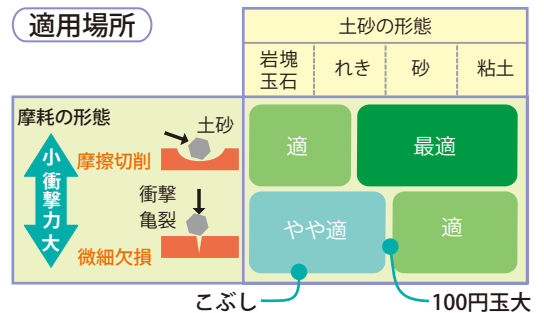 適用場所
土砂の形態
岩塊
玉石
れき
砂
粘土
摩耗の形態
小
衝撃力
大
摩擦切削
土砂
衝撃
亀裂
微細欠損
適
最適
やや適
適
こぶし
100円玉大